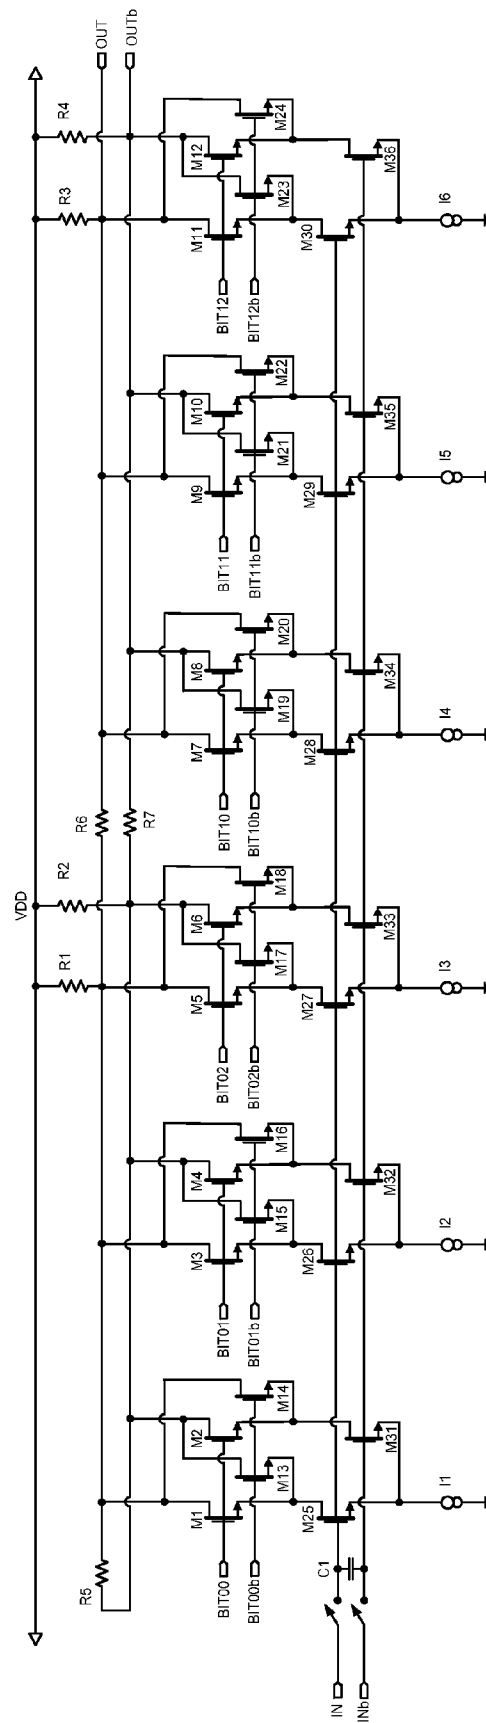 VDD
OUT
OUTb
R1
R2
R3
R4
R5
R6
R7
M1
M2
M3
M4
M5
M6
M7
M8
M9
M10
M11
M12
M13
M14
M15
M16
M17
M18
M19
M20
M21
M22
M23
M24
BIT00
BIT00b
BIT01
BIT01b
BIT02
BIT02b
BIT10
BIT10b
BIT11
BIT11b
BIT12
BIT12b
M25
M26
M27
M28
M29
M30
M31
M32
M33
M34
M35
M36
C1
IN
INb
I1
I2
I3
I4
I5
I6